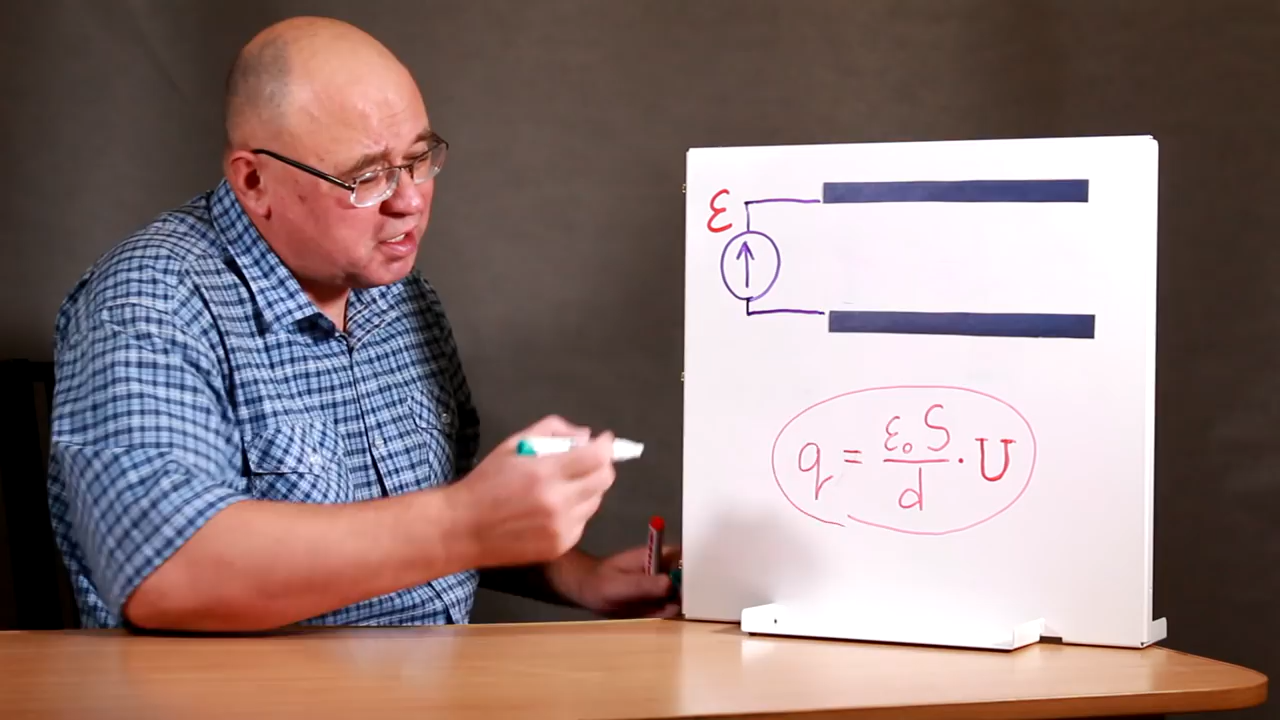 ε
q = ε₀S/d · U